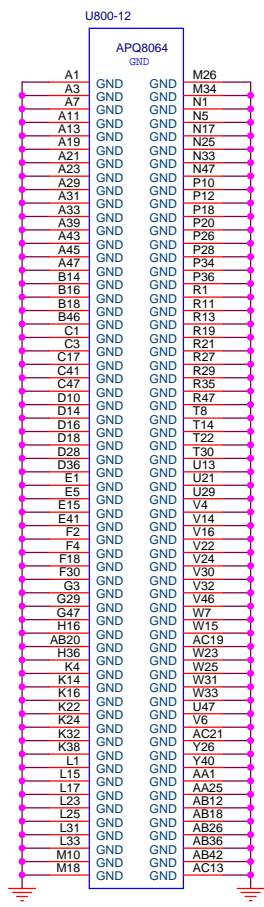 U800-12
APQ8064
GND
A1 GND GND M26
A3 GND GND M34
A7 GND GND N1
A11 GND GND N5
A13 GND GND N17
A19 GND GND N25
A21 GND GND N33
A23 GND GND N47
A29 GND GND P10
A31 GND GND P12
A33 GND GND P18
A39 GND GND P20
A43 GND GND P26
A45 GND GND P28
A47 GND GND P34
B14 GND GND P36
B16 GND GND R1
B18 GND GND R11
B46 GND GND R13
C1 GND GND R19
C3 GND GND R21
C17 GND GND R27
C41 GND GND R29
C47 GND GND R35
D10 GND GND R47
D14 GND GND T8
D16 GND GND T14
D18 GND GND T22
D28 GND GND T30
D36 GND GND U13
E1 GND GND U21
E5 GND GND U29
E15 GND GND V4
E41 GND GND V14
F2 GND GND V16
F4 GND GND V22
F18 GND GND V24
F30 GND GND V30
G3 GND GND V32
G29 GND GND V46
G47 GND GND W7
H16 GND GND W15
AB20 GND GND AC19
H36 GND GND W23
K4 GND GND W25
K14 GND GND W31
K16 GND GND W33
K22 GND GND U47
K24 GND GND V6
K32 GND GND AC21
K38 GND GND Y26
L1 GND GND Y40
L15 GND GND AA1
L17 GND GND AA25
L23 GND GND AB12
L25 GND GND AB18
L31 GND GND AB26
L33 GND GND AB36
M10 GND GND AB42
M18 GND GND AC13